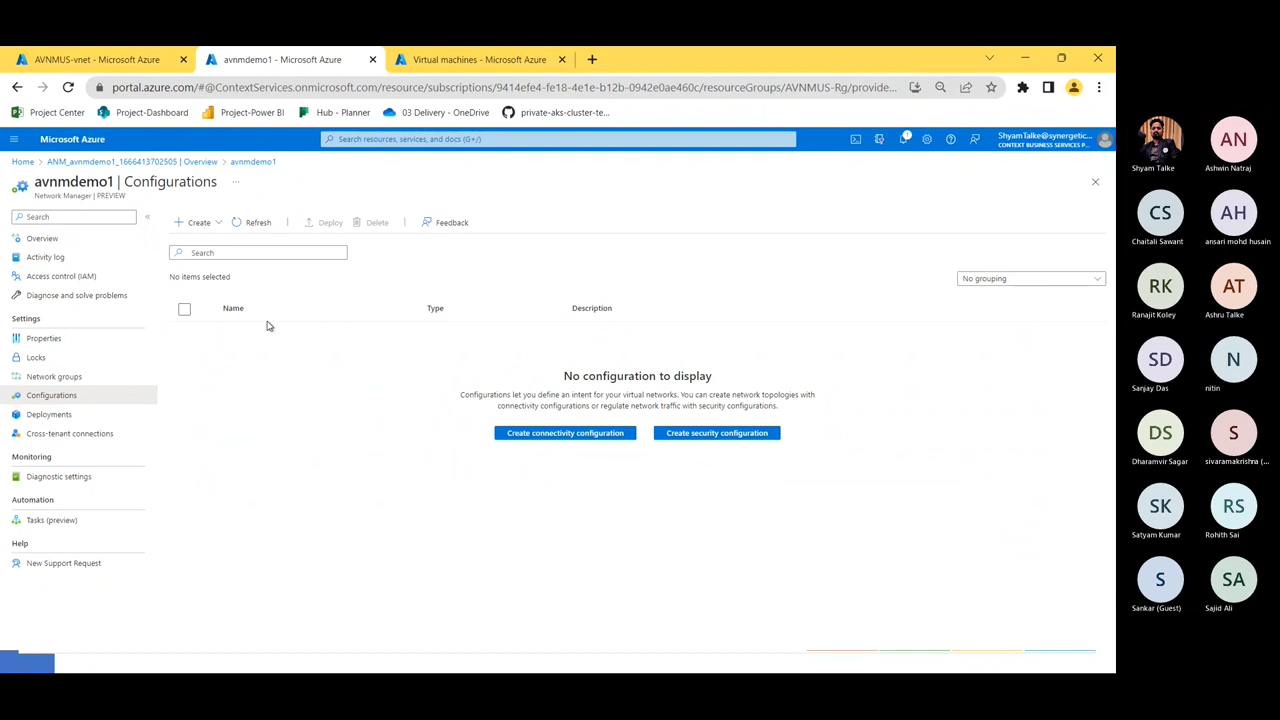 AVNMUS-vnet - Microsoft Azure
avnmdemo1 - Microsoft Azure
Virtual machines - Microsoft Azure
portal.azure.com/#@ContextServices.onmicrosoft.com/resource/subscriptions/9414efe4-fe18-4e1e-b12b-0942e0ae460c/resourceGroups/AVNMUS-Rg/provide...
Project Center
Project-Dashboard
Project-Power BI
Hub - Planner
03 Delivery - OneDrive
private-aks-cluster-te...
Microsoft Azure
Search resources, services, and docs (G+/)
1
ShyamTalke@synergetic...
CONTEXT BUSINESS SERVICES P...
Home > ANM_avnmdemo1_1666413702505 | Overview > avnmdemo1
avnmdemo1 | Configurations ...
Network Manager | PREVIEW
Search
Overview
Activity log
Access control (IAM)
Diagnose and solve problems
Settings
Properties
Locks
Network groups
Configurations
Deployments
Cross-tenant connections
Monitoring
Diagnostic settings
Automation
Tasks (preview)
Help
New Support Request
Create
Refresh
Deploy
Delete
Feedback
Search
No items selected
No grouping
Name
Type
Description
No configuration to display
Configurations let you define an intent for your virtual networks. You can create network topologies with
connectivity configurations or regulate network traffic with security configurations.
Create connectivity configuration
Create security configuration
Shyam Talke
AN
Ashwin Natraj
CS
Chaitali Sawant
AH
ansari mohd husain
RK
Ranajit Koley
AT
Ashru Talke
SD
Sanjay Das
N
nitin
DS
Dharamvir Sagar
S
sivaramakrishna (...
SK
Satyam Kumar
RS
Rohith Sai
S
Sankar (Guest)
SA
Sajid Ali